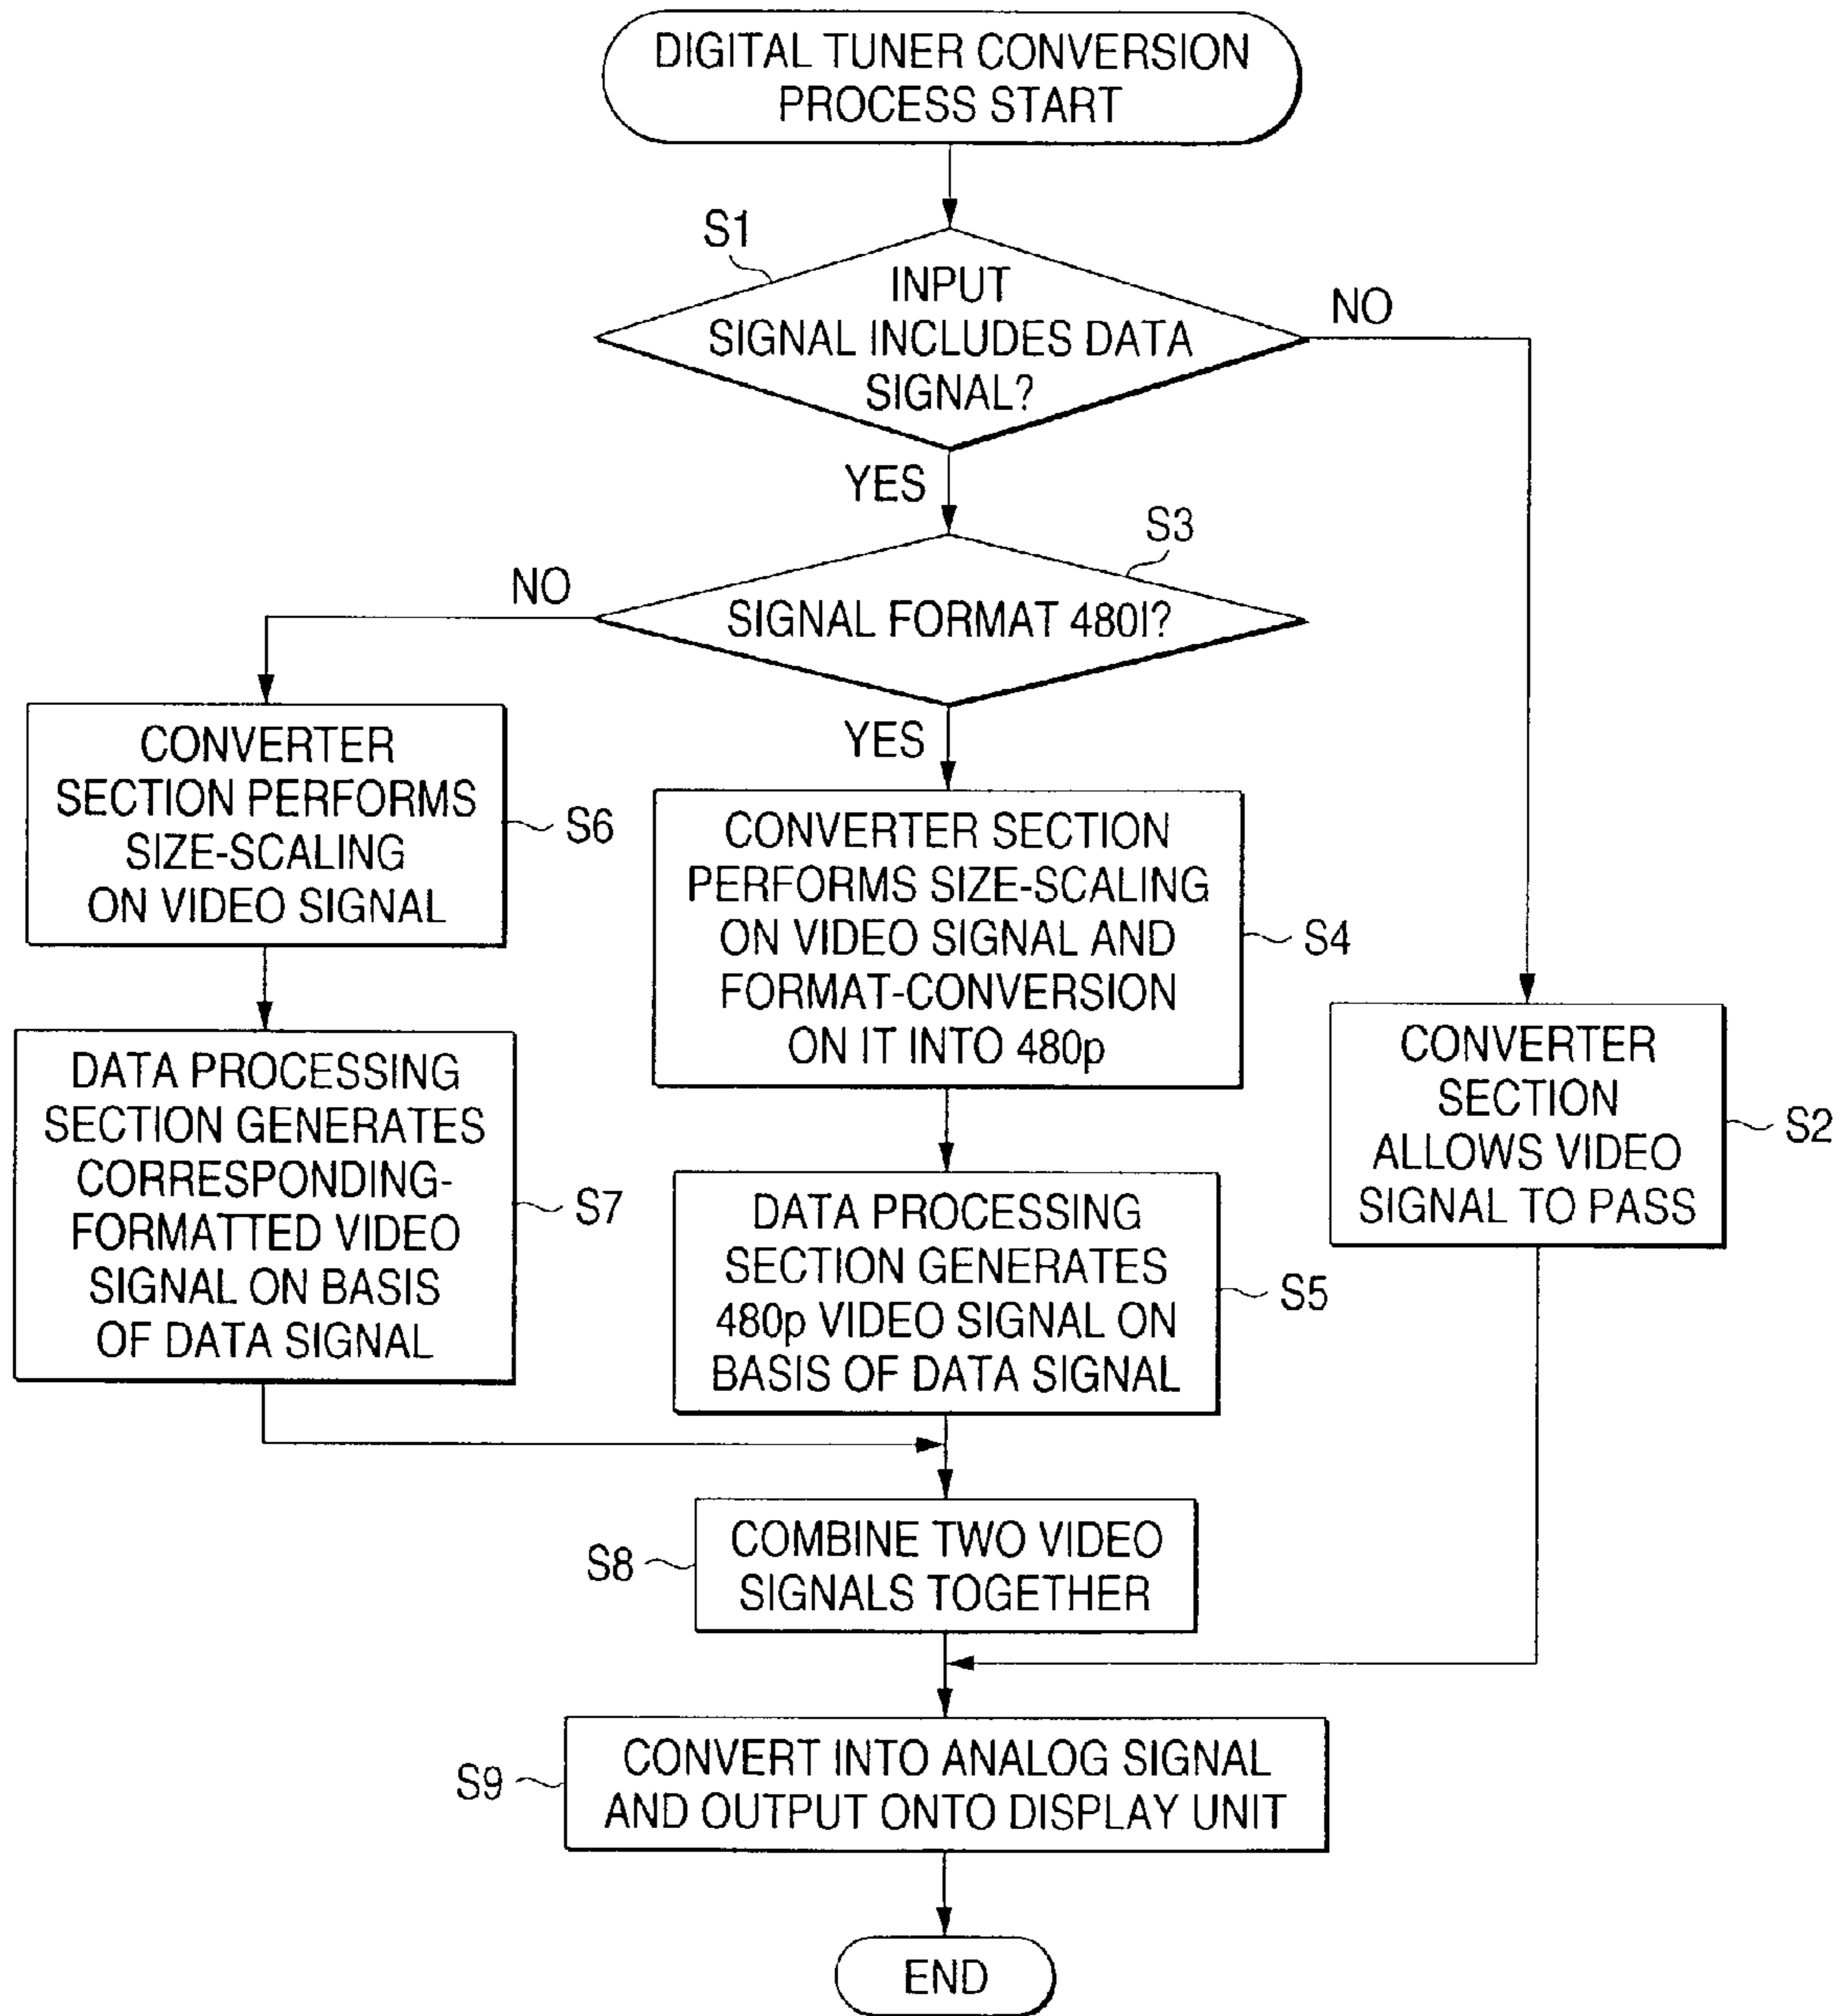 DIGITAL TUNER CONVERSION
PROCESS START
S1
INPUT
SIGNAL INCLUDES DATA
SIGNAL?
NO
YES
S3
NO
SIGNAL FORMAT 480I?
YES
CONVERTER
SECTION PERFORMS
SIZE-SCALING
ON VIDEO SIGNAL
S6
CONVERTER SECTION
PERFORMS SIZE-SCALING
ON VIDEO SIGNAL AND
FORMAT-CONVERSION
ON IT INTO 480p
S4
CONVERTER
SECTION
ALLOWS VIDEO
SIGNAL TO PASS
S2
DATA PROCESSING
SECTION GENERATES
CORRESPONDING-
FORMATTED VIDEO
SIGNAL ON BASIS
OF DATA SIGNAL
S7
DATA PROCESSING
SECTION GENERATES
480p VIDEO SIGNAL ON
BASIS OF DATA SIGNAL
S5
S8
COMBINE TWO VIDEO
SIGNALS TOGETHER
S9
CONVERT INTO ANALOG SIGNAL
AND OUTPUT ONTO DISPLAY UNIT
END